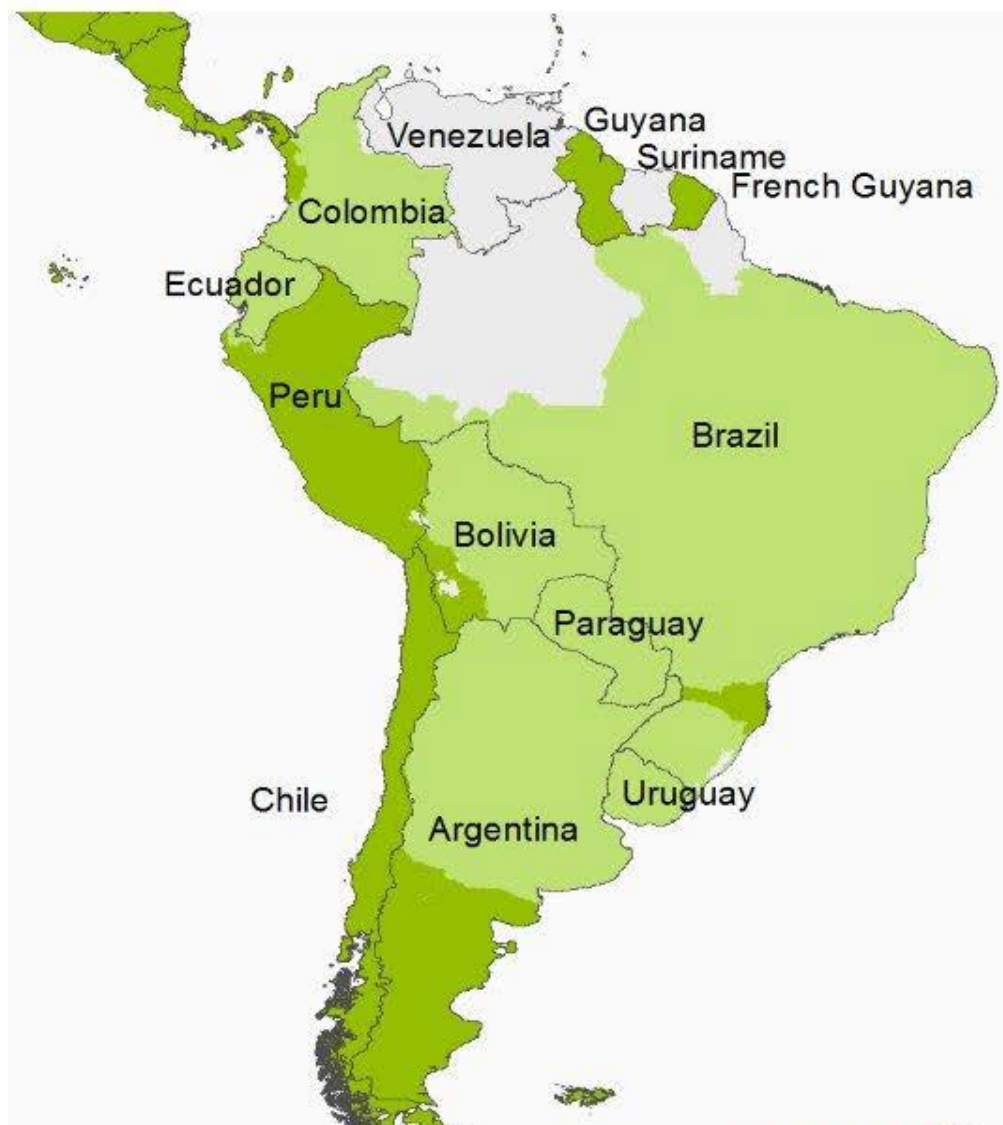 Guyana
Venezuela
Suriname
French Guyana
Colombia
Ecuador
Peru
Brazil
Bolivia
Paraguay
Chile
Uruguay
Argentina